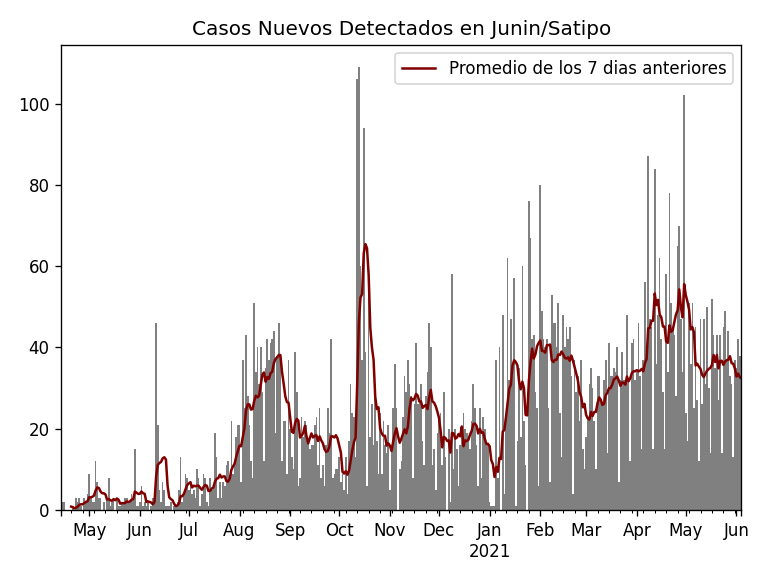 Casos Nuevos Detectados en Junin/Satipo
Promedio de los 7 dias anteriores
100
80
60
40
20
0
May Jun Jul Aug Sep Oct Nov Dec Jan Feb Mar Apr May Jun
2021